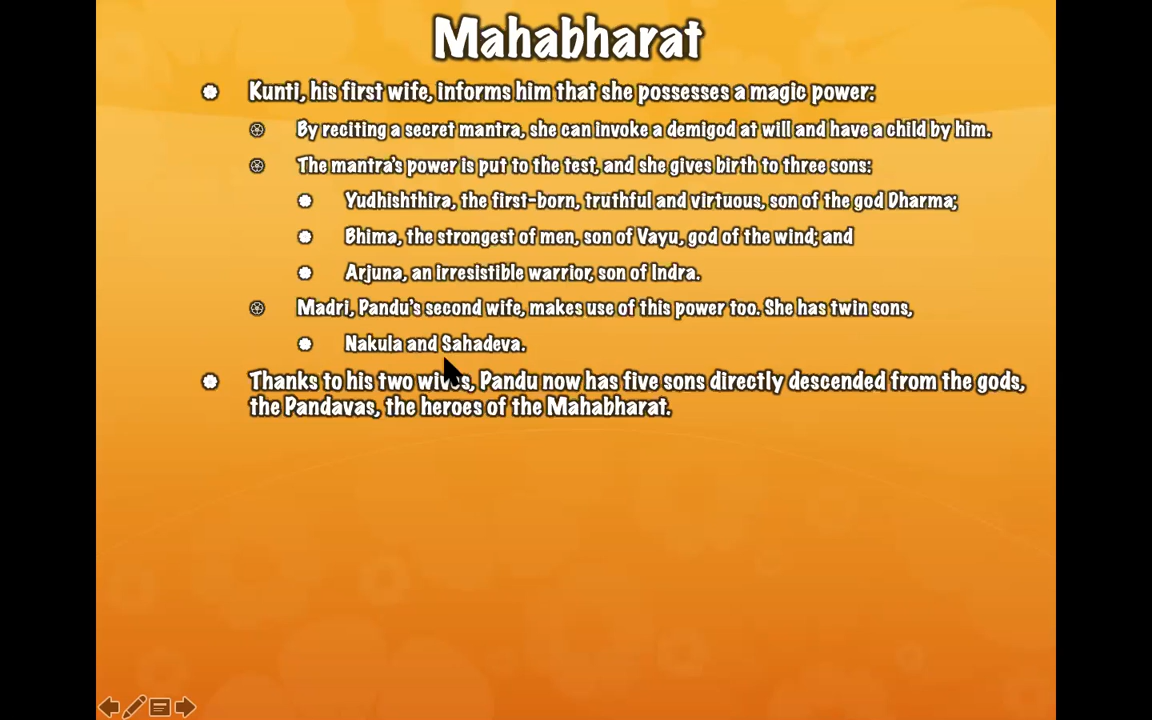 Mahabharat
Kunti, his first wife, informs him that she possesses a magic power:
By reciting a secret mantra, she can invoke a demigod at will and have a child by him.
The mantra's power is put to the test, and she gives birth to three sons:
Yudhishthira, the first-born, truthful and virtuous, son of the god Dharma;
Bhima, the strongest of men, son of Vayu, god of the wind; and
Arjuna, an irresistible warrior, son of Indra.
Madri, Pandu's second wife, makes use of this power too. She has twin sons,
Nakula and Sahadeva.
Thanks to his two wives, Pandu now has five sons directly descended from the gods,
the Pandavas, the heroes of the Mahabharat.